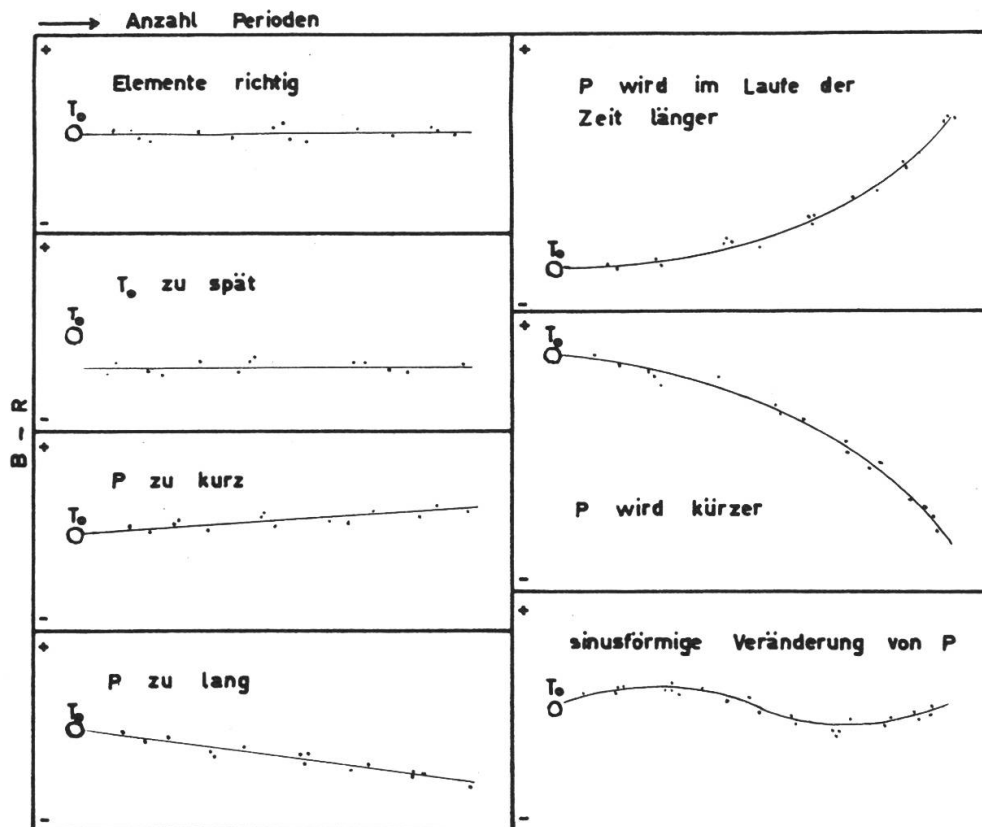 Anzahl Perioden
B - R
+
Elemente richtig
T₀
-
+
T₀ zu spät
T₀
-
+
P zu kurz
T₀
-
+
P zu lang
T₀
-
+
P wird im Laufe der
Zeit länger
T₀
-
+
T₀
P wird kürzer
-
+
sinusförmige Veränderung von P
T₀
-